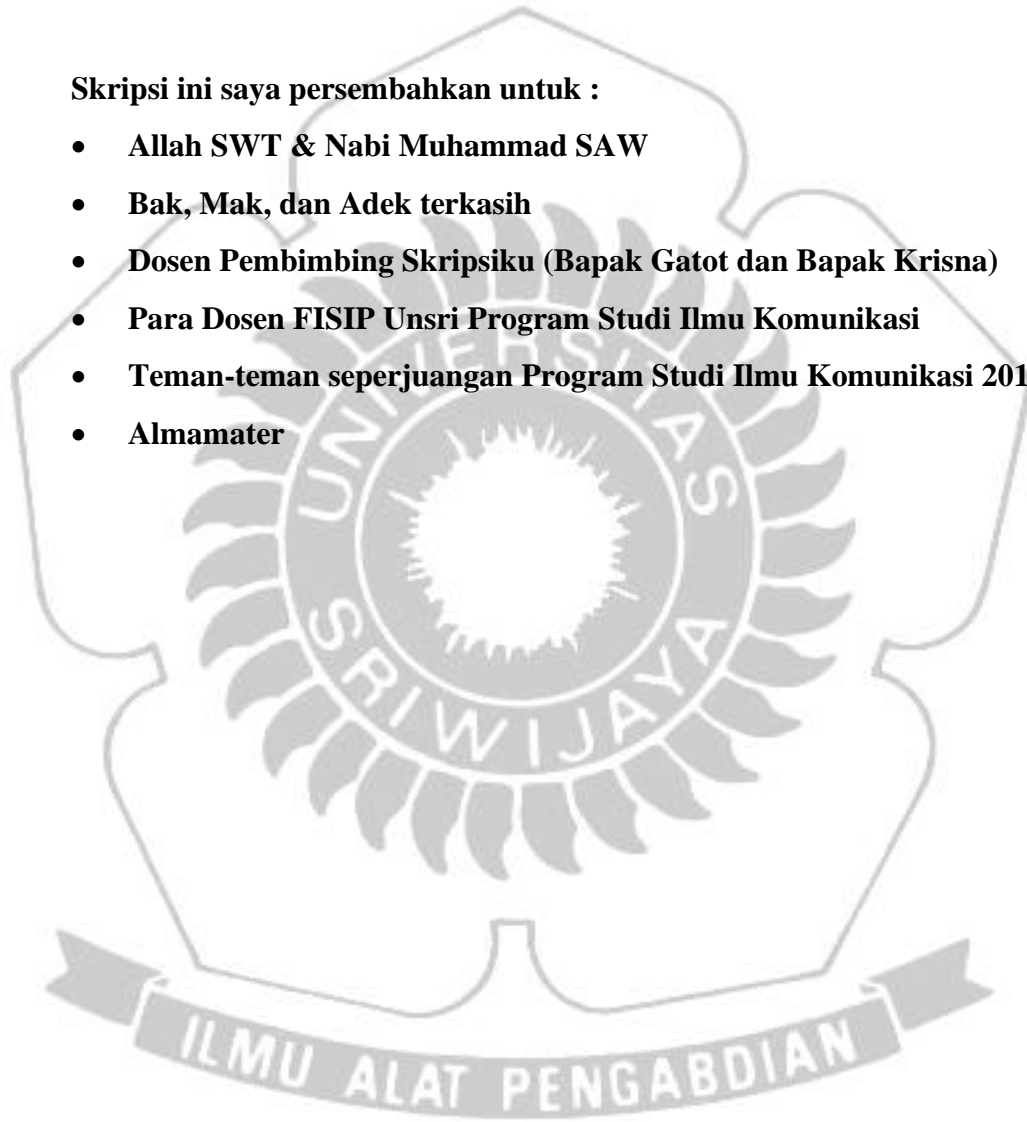 Skripsi ini saya persembahkan untuk :
• Allah SWT & Nabi Muhammad SAW
• Bak, Mak, dan Adek terkasih
• Dosen Pembimbing Skripsiku (Bapak Gatot dan Bapak Krisna)
• Para Dosen FISIP Unsri Program Studi Ilmu Komunikasi
• Teman-teman seperjuangan Program Studi Ilmu Komunikasi 201
• Almamater
UNIVERSITAS
SRIWIJAYA
ILMU ALAT PENGABDIAN